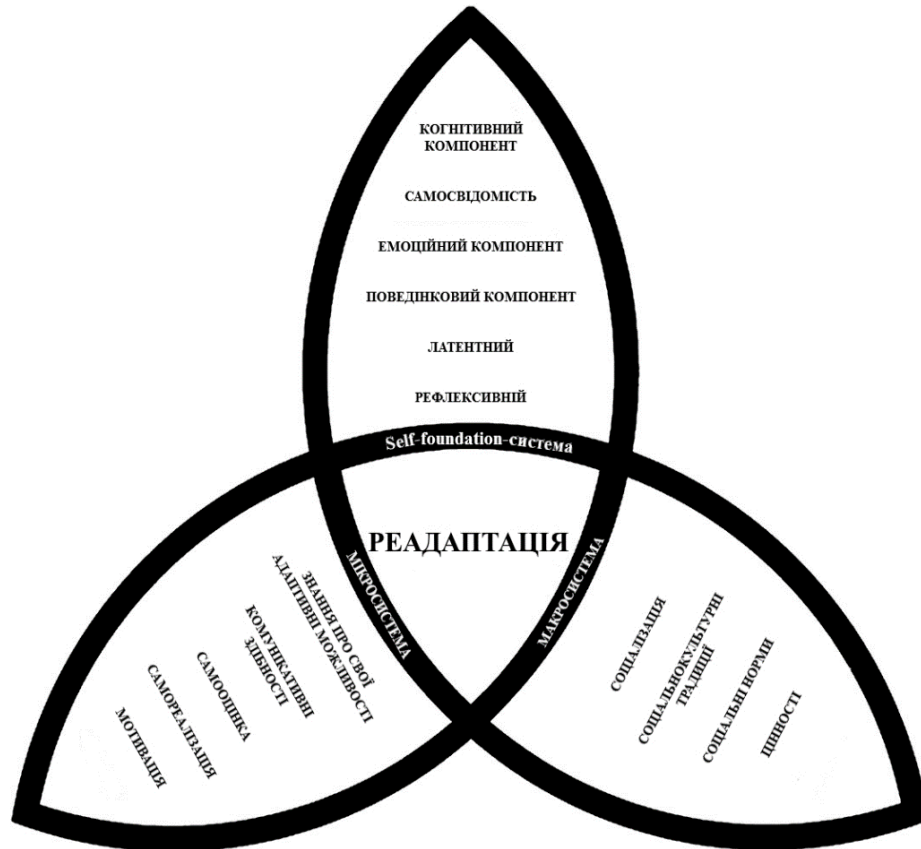 КОГНІТИВНИЙ
КОМПОНЕНТ
САМОСВІДОМІСТЬ
ЕМОЦІЙНИЙ КОМПОНЕНТ
ПОВЕДІНКОВИЙ КОМПОНЕНТ
ЛАТЕНТНИЙ
РЕФЛЕКСИВНІЙ
Self-foundation-система
РЕАДАПТАЦІЯ
МІКРОСИСТЕМА
МАКРОСИСТЕМА
МОТИВАЦІЯ
САМОРЕАЛІЗАЦІЯ
САМООЦІНКА
КОМУНІКАТИВНІ
ЗДІБНОСТІ
ЗНАННЯ ПРО СВОЇ
АДАПТИВНІ МОЖЛИВОСТІ
СОЦІАЛІЗАЦІЯ
СОЦІАЛЬНОКУЛЬТУРНІ
ТРАДИЦІЇ
СОЦІАЛЬНІ НОРМИ
ЦІННОСТІ